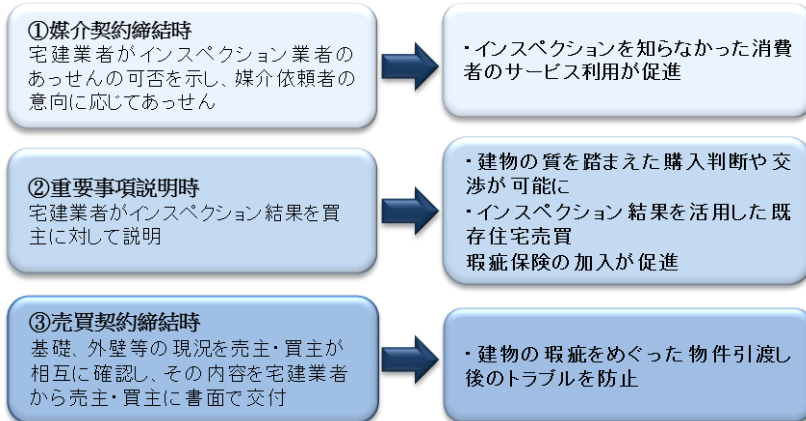 ①媒介契約締結時
宅建業者がインスペクション業者の
あっせんの可否を示し、媒介依頼者の
意向に応じてあっせん
・インスペクションを知らなかった消費
者のサービス利用が促進
②重要事項説明時
宅建業者がインスペクション結果を買
主に対して説明
・建物の質を踏まえた購入判断や交
渉が可能に
・インスペクション結果を活用した既
存住宅売買
瑕疵保険の加入が促進
③売買契約締結時
基礎、外壁等の現況を売主・買主が
相互に確認し、その内容を宅建業者
から売主・買主に書面で交付
・建物の瑕疵をめぐった物件引渡し
後のトラブルを防止